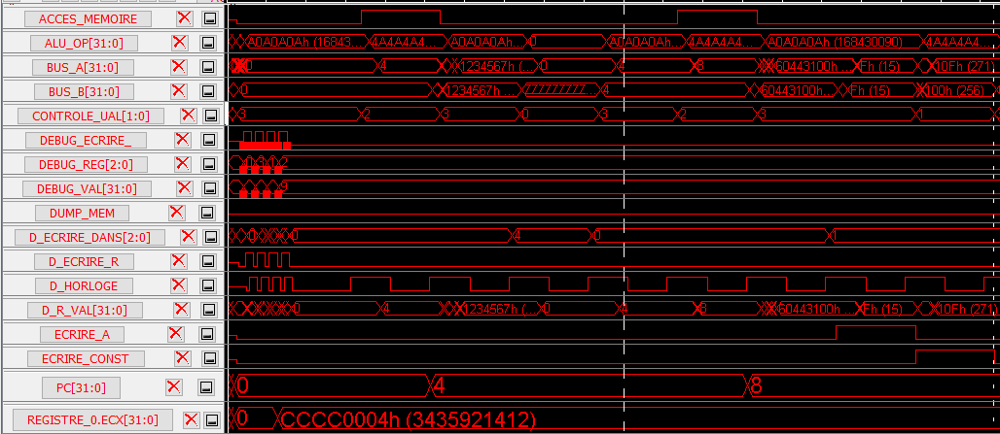 ACCES_MEMOIRE
ALU_OP[31:0] A0A0A0Ah (16843... 4A4A4A4... A0A0A0Ah... 0 A0A0A0Ah... 4A4A4A4... A0A0A0Ah (168430090) 4A4A4A4...
BUS_A[31:0] 0 4 1234567h (... 0 4 8 60443100h... Fh (15) 10Fh (271)
BUS_B[31:0] 0 1234567h... ZZZZZZZZZ... 4 60443100h... Fh (15) 100h (256)
CONTROLE_UAL[1:0] 3 2 3 0 3 2 3 1
DEBUG_ECRIRE_
DEBUG_REG[2:0] 2
DEBUG_VAL[31:0] 9
DUMP_MEM
D_ECRIRE_DANS[2:0] 0 0 4 0 1
D_ECRIRE_R
D_HORLOGE
D_R_VAL[31:0] 0 4 1234567h (... 0 4 8 60443100h... Fh (15) 10Fh (271)
ECRIRE_A
ECRIRE_CONST
PC[31:0] 0 4 8
REGISTRE_0.ECX[31:0] 0 CCCC0004h (3435921412)